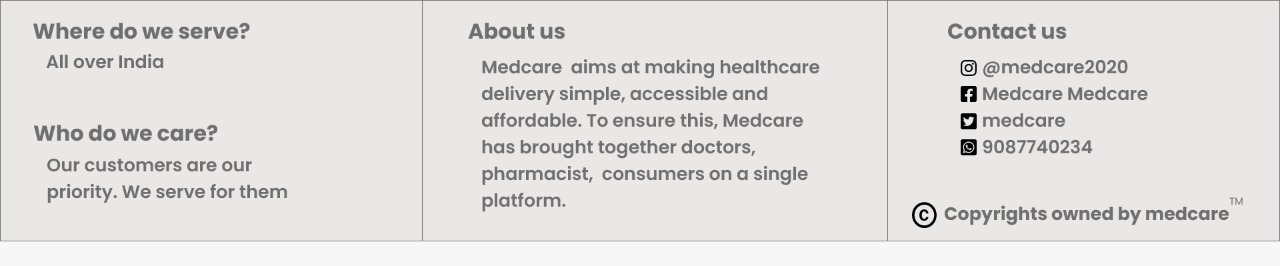 Where do we serve?
All over India
Who do we care?
Our customers are our
priority. We serve for them
About us
Medcare  aims at making healthcare
delivery simple, accessible and
affordable. To ensure this, Medcare
has brought together doctors,
pharmacist,  consumers on a single
platform.
Contact us
@medcare2020
Medcare Medcare
medcare
9087740234
© Copyrights owned by medcare™